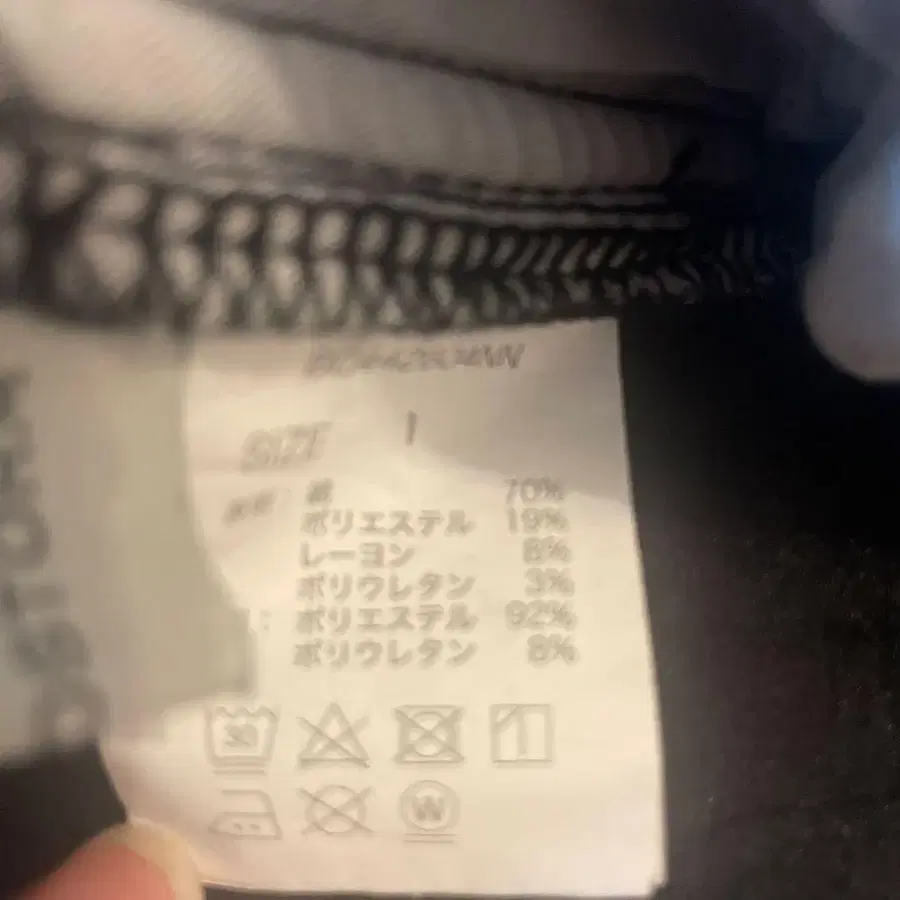 SIZE 1
綿 70%
ポリエステル 19%
レーヨン 8%
ポリウレタン 3%
ポリエステル 92%
ポリウレタン 8%
30
W